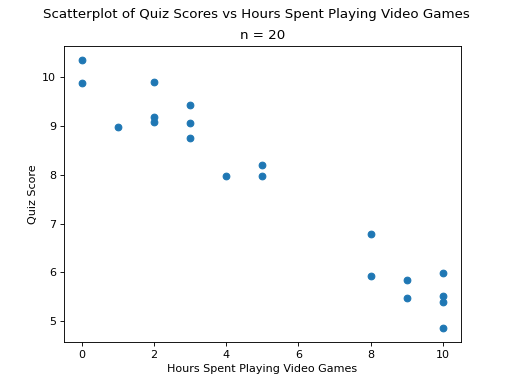 Scatterplot of Quiz Scores vs Hours Spent Playing Video Games
n = 20
10
9
8
7
6
5
Quiz Score
0 2 4 6 8 10
Hours Spent Playing Video Games